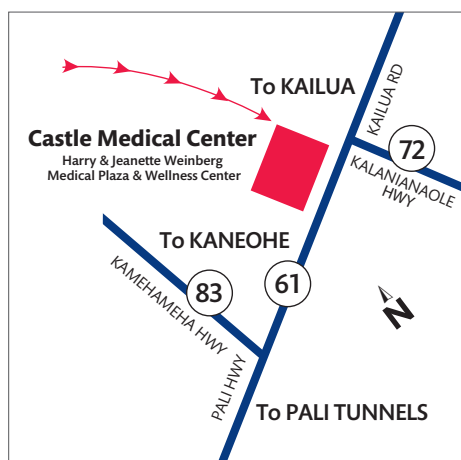 To KAILUA
KAILUA RD
Castle Medical Center
Harry & Jeanette Weinberg
Medical Plaza & Wellness Center
72
KALANIANAOLE
HWY
To KANEOHE
KAMEHAMEHA HWY
83
61
N
PALI HWY
To PALI TUNNELS